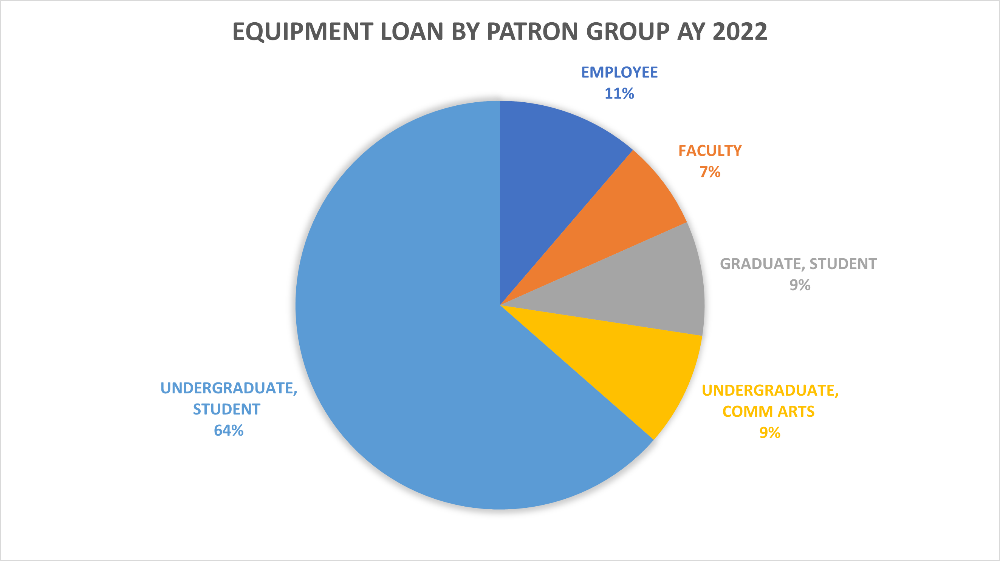 EQUIPMENT LOAN BY PATRON GROUP AY 2022
EMPLOYEE
11%
FACULTY
7%
GRADUATE, STUDENT
9%
UNDERGRADUATE,
COMM ARTS
9%
UNDERGRADUATE,
STUDENT
64%